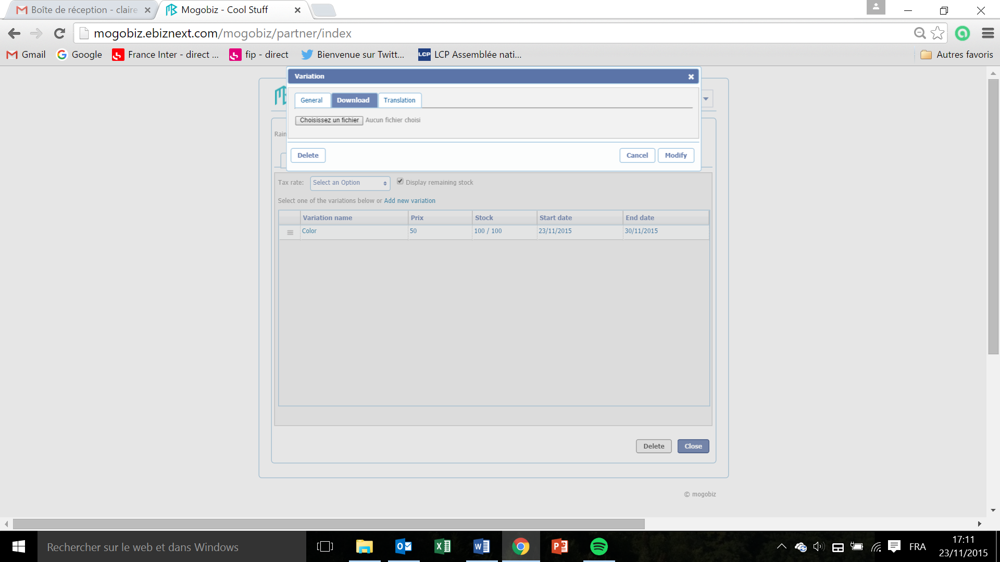 Boîte de réception - claire
Mogobiz - Cool Stuff
mogobiz.ebiznext.com/mogobiz/partner/index
Gmail Google France Inter - direct ... fip - direct Bienvenue sur Twitt... LCP LCP Assemblée nati... Autres favoris
Variation
General Download Translation
Choisissez un fichier Aucun fichier choisi
Rain
Delete Cancel Modify
Tax rate: Select an Option Display remaining stock
Select one of the variations below or Add new variation
Variation name Prix Stock Start date End date
Color 50 100 / 100 23/11/2015 30/11/2015
Delete Close
© mogobiz
Rechercher sur le web et dans Windows
FRA
17:11
23/11/2015